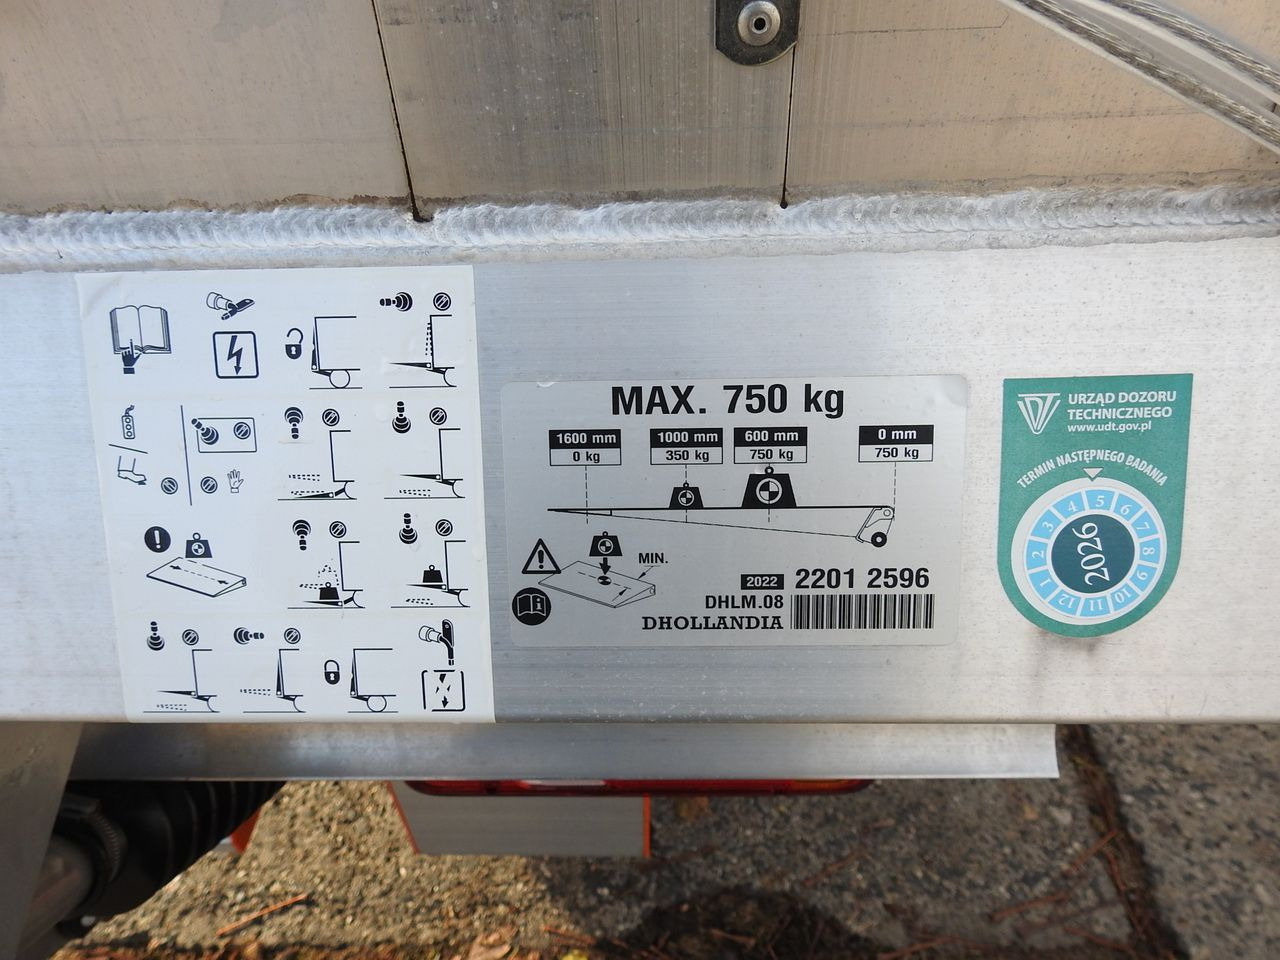 MAX. 750 kg
1600 mm 1000 mm 600 mm 0 mm
0 kg 350 kg 750 kg 750 kg
MIN.
2022 2201 2596
DHLM.08
DHOLLANDIA
URZĄD DOZORU
TECHNICZNEGO
www.udt.gov.pl
TERMIN NASTĘPNEGO BADANIA
1 2 3 4 5 6 7 8 9 10 11 12
2026